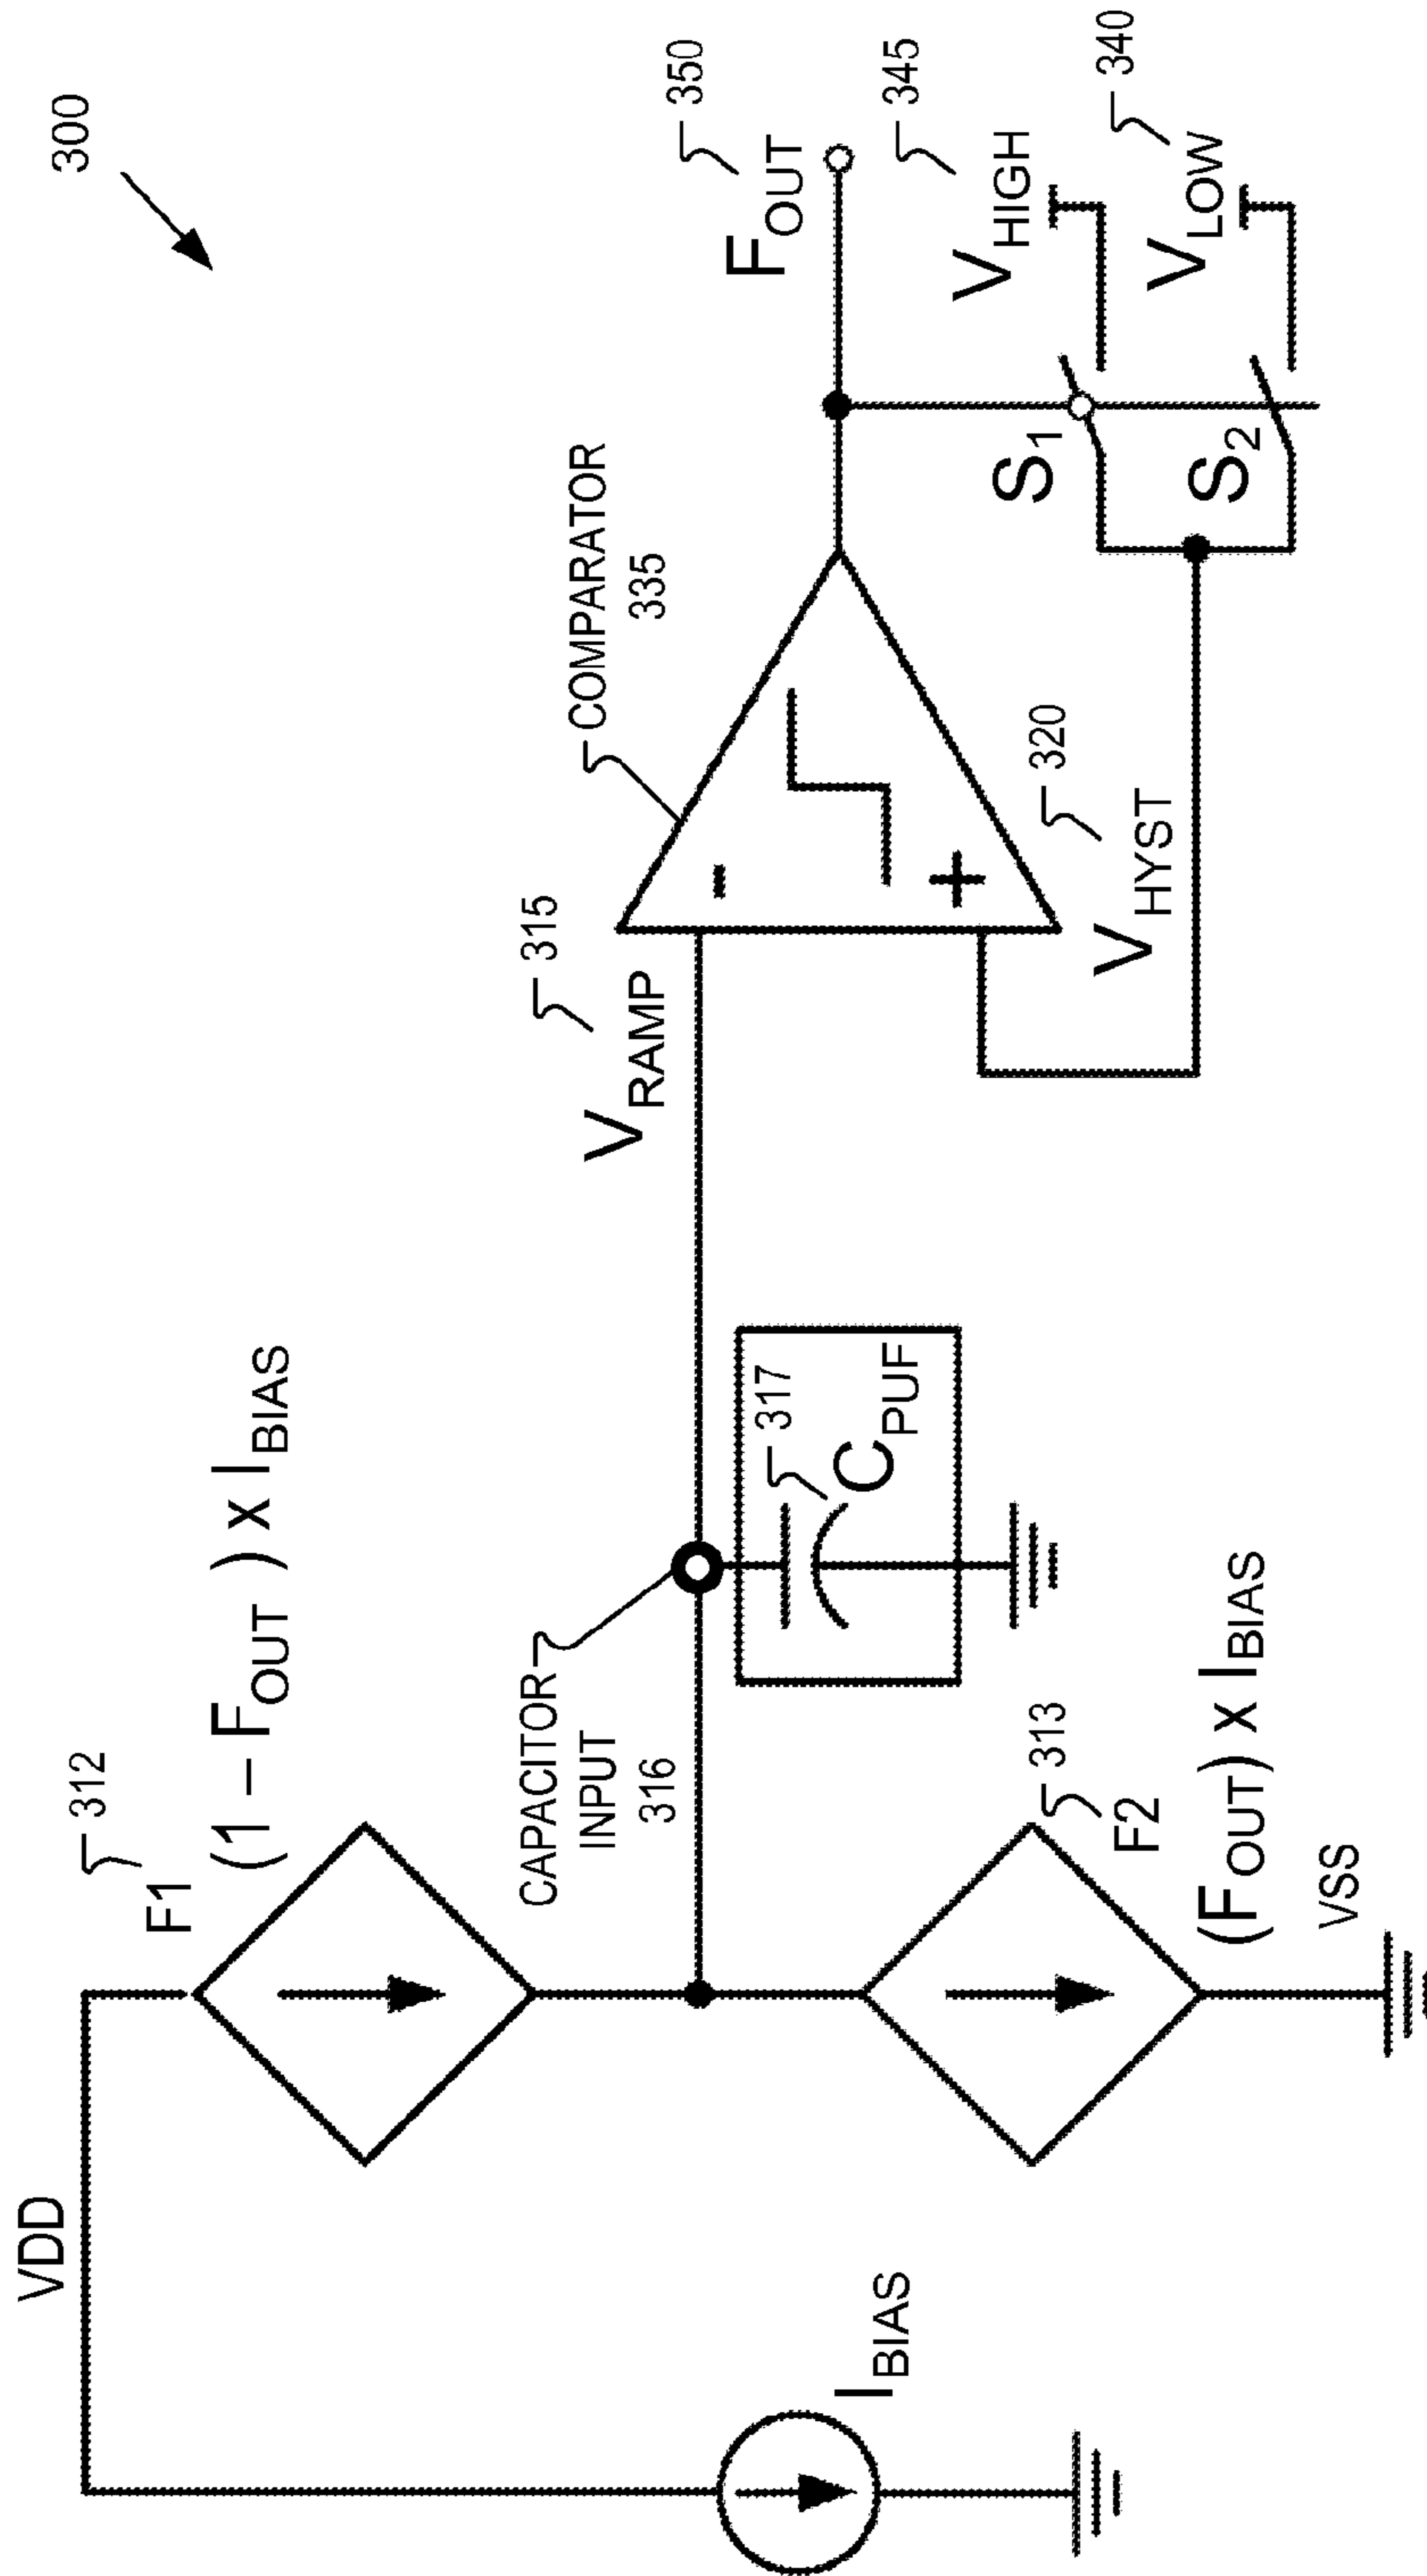 300
VDD
312
F1
(1 – FOUT ) x IBIAS
CAPACITOR
INPUT
316
317
CPUF
IBIAS
313
F2
(FOUT) x IBIAS
VSS
315
VRAMP
COMPARATOR
335
-
+
320
VHYST
350
FOUT
345
VHIGH
S1
340
VLOW
S2